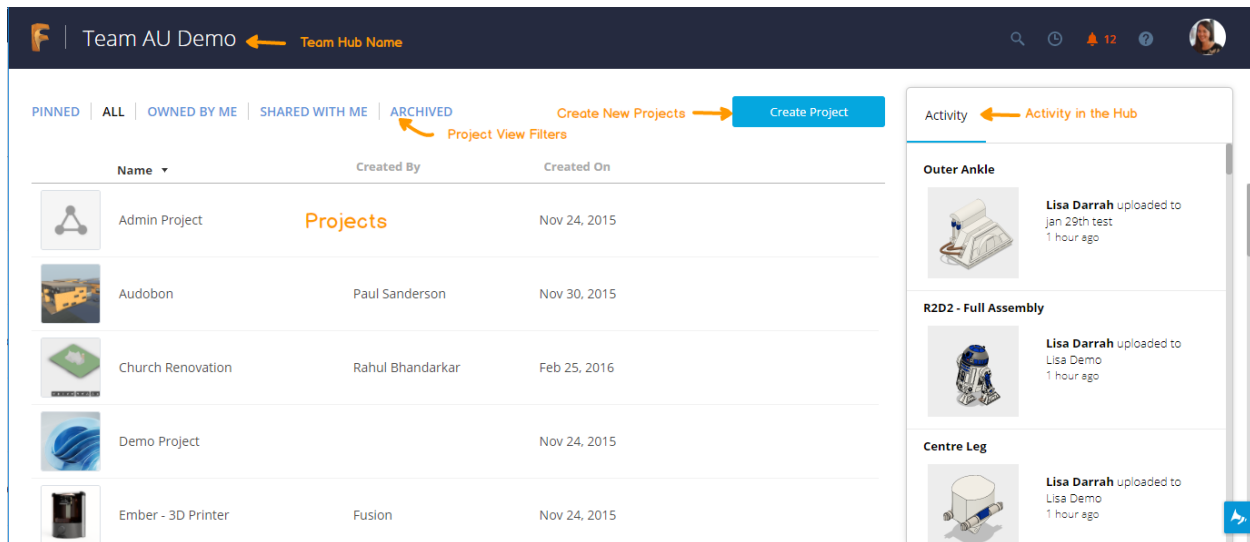 Team AU Demo
Team Hub Name
12
PINNED ALL OWNED BY ME SHARED WITH ME ARCHIVED
Create New Projects
Create Project
Project View Filters
Activity
Activity in the Hub
Name Created By Created On
Admin Project Nov 24, 2015
Projects
Audobon Paul Sanderson Nov 30, 2015
Church Renovation Rahul Bhandarkar Feb 25, 2016
Demo Project Nov 24, 2015
Ember - 3D Printer Fusion Nov 24, 2015
Outer Ankle
Lisa Darrah uploaded to
jan 29th test
1 hour ago
R2D2 - Full Assembly
Lisa Darrah uploaded to
Lisa Demo
1 hour ago
Centre Leg
Lisa Darrah uploaded to
Lisa Demo
1 hour ago